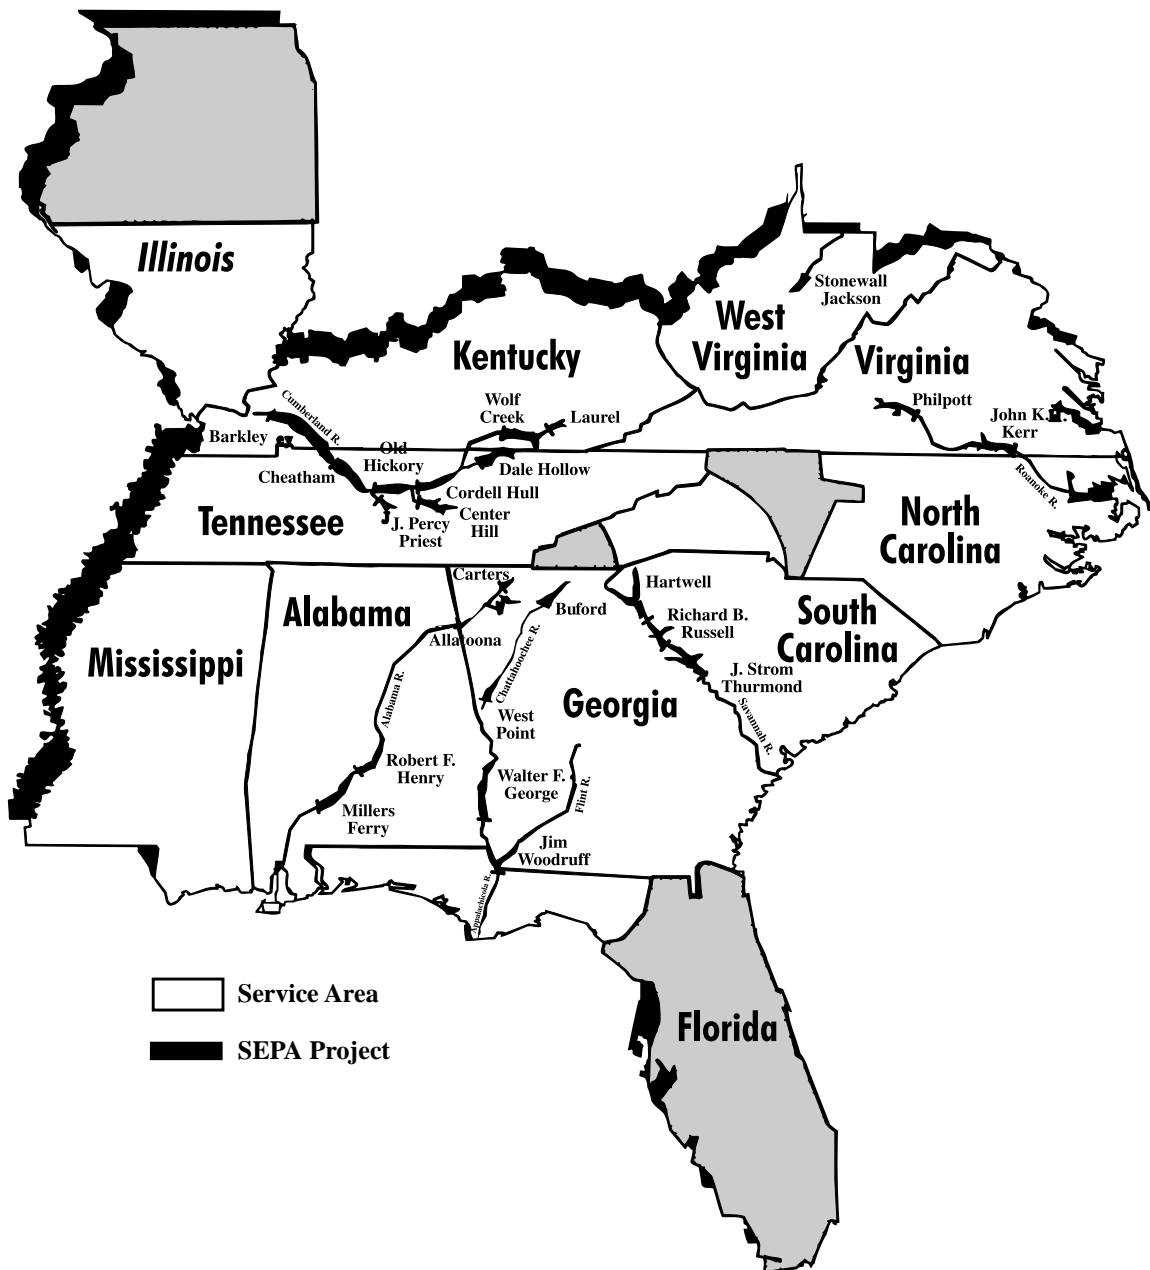 Illinois
Stonewall
Jackson
West
Virginia
Kentucky
Virginia
Wolf
Creek
Laurel
Philpott
John K.H.
Kerr
Cumberland R.
Barkley
Old
Hickory
Cheatham
Dale Hollow
Cordell Hull
Roanoke R.
Tennessee
J. Percy
Priest
Center
Hill
North
Carolina
Carters
Hartwell
Alabama
Buford
Richard B.
Russell
South
Carolina
Allatoona
Mississippi
Chattahoochee R.
J. Strom
Thurmond
Alabama R.
Georgia
West
Point
Savannah R.
Robert F.
Henry
Walter F.
George
Flint R.
Millers
Ferry
Jim
Woodruff
Appalachicola R.
Service Area
Florida
SEPA Project